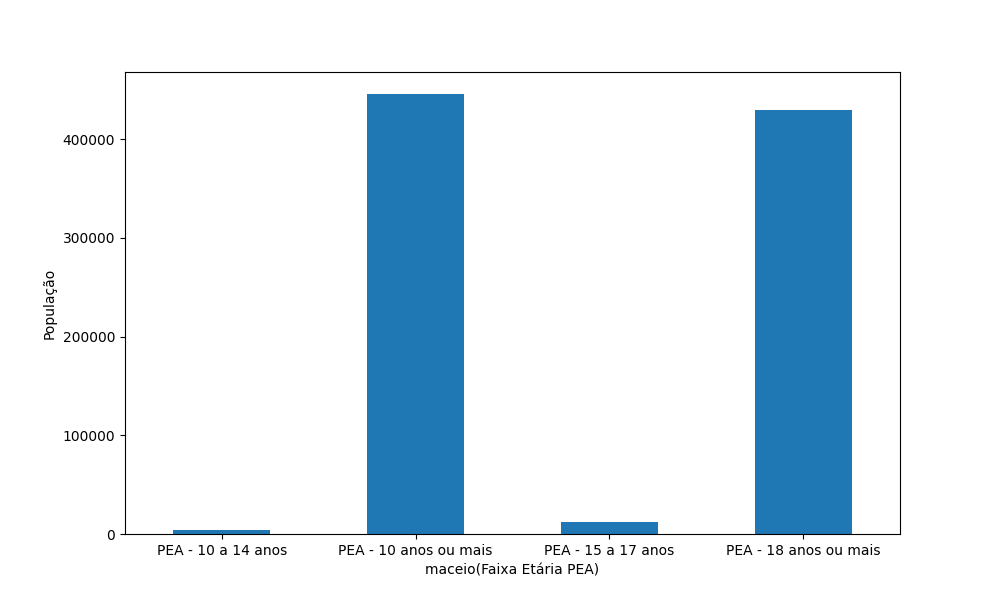 400000
300000
200000
100000
0
População
PEA - 10 a 14 anos
PEA - 10 anos ou mais
PEA - 15 a 17 anos
PEA - 18 anos ou mais
maceio(Faixa Etária PEA)